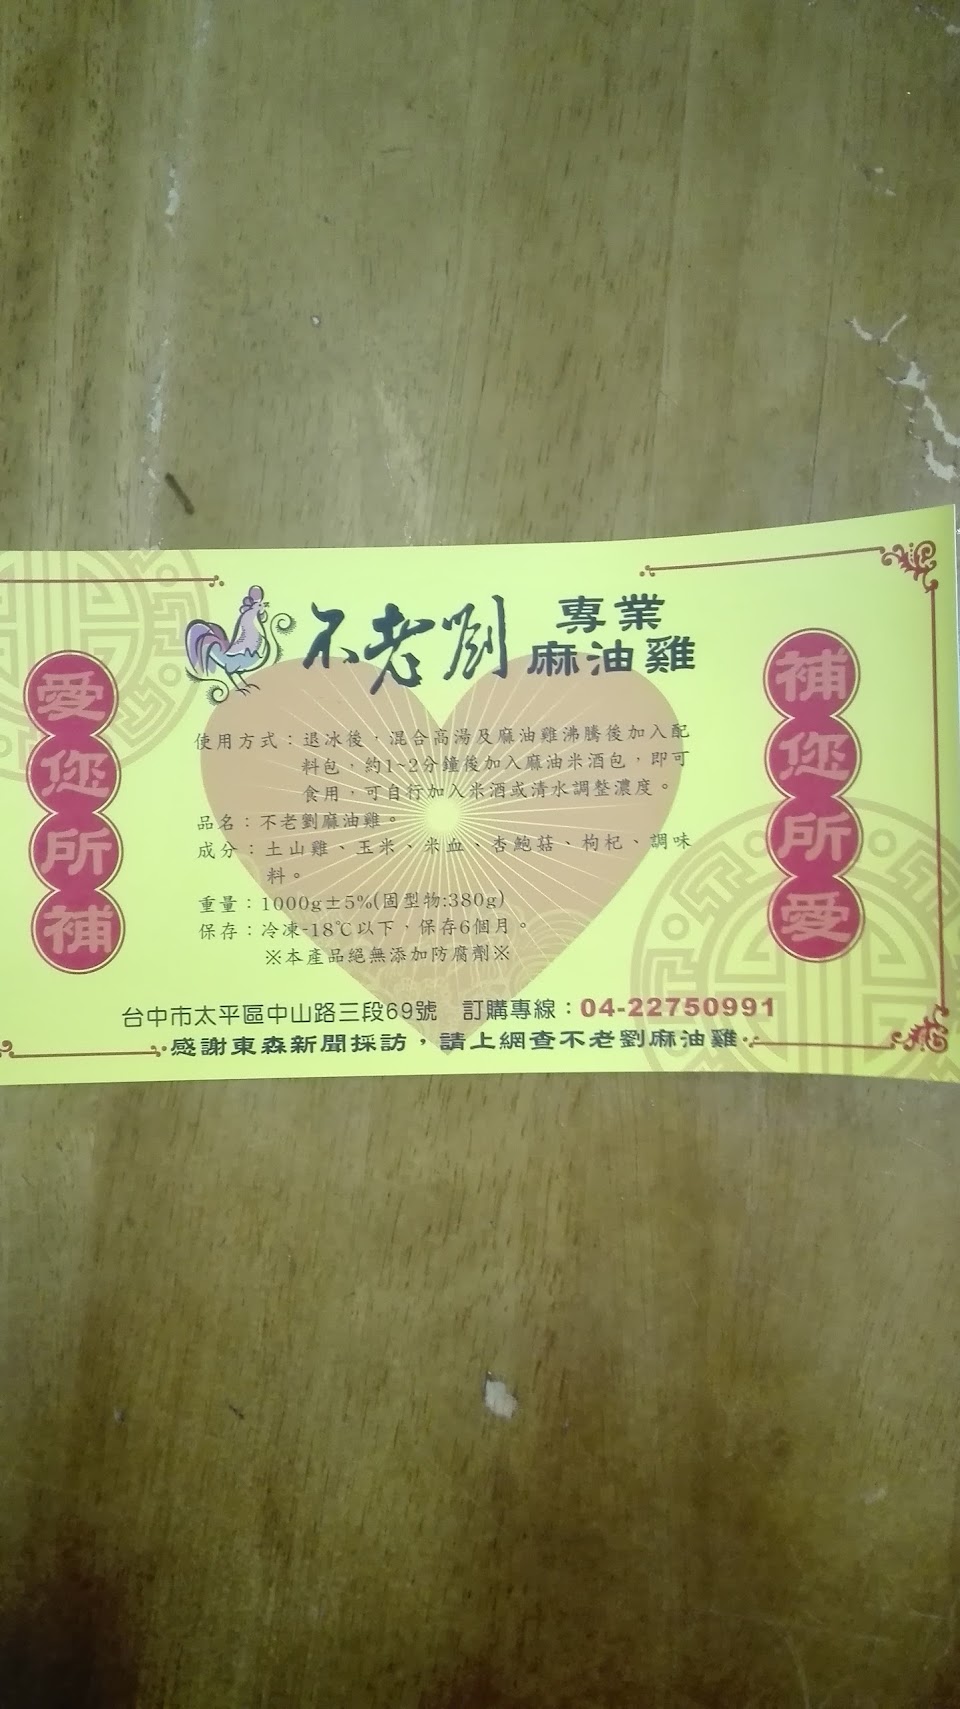 不老劉 專業
麻油雞
愛您所補
補您所愛
使用方式：退冰後，混合高湯及麻油雞沸騰後加入配
料包，約1~2分鐘後加入麻油米酒包，即可
食用，可自行加入米酒或清水調整濃度。
品名：不老劉麻油雞。
成分：土山雞、玉米、米血、杏鮑菇、枸杞、調味
料。
重量：1000g±5%(固型物:380g)
保存：冷凍-18℃以下，保存6個月。
※本產品絕無添加防腐劑※
台中市太平區中山路三段69號 訂購專線：04-22750991
感謝東森新聞採訪，請上網查不老劉麻油雞